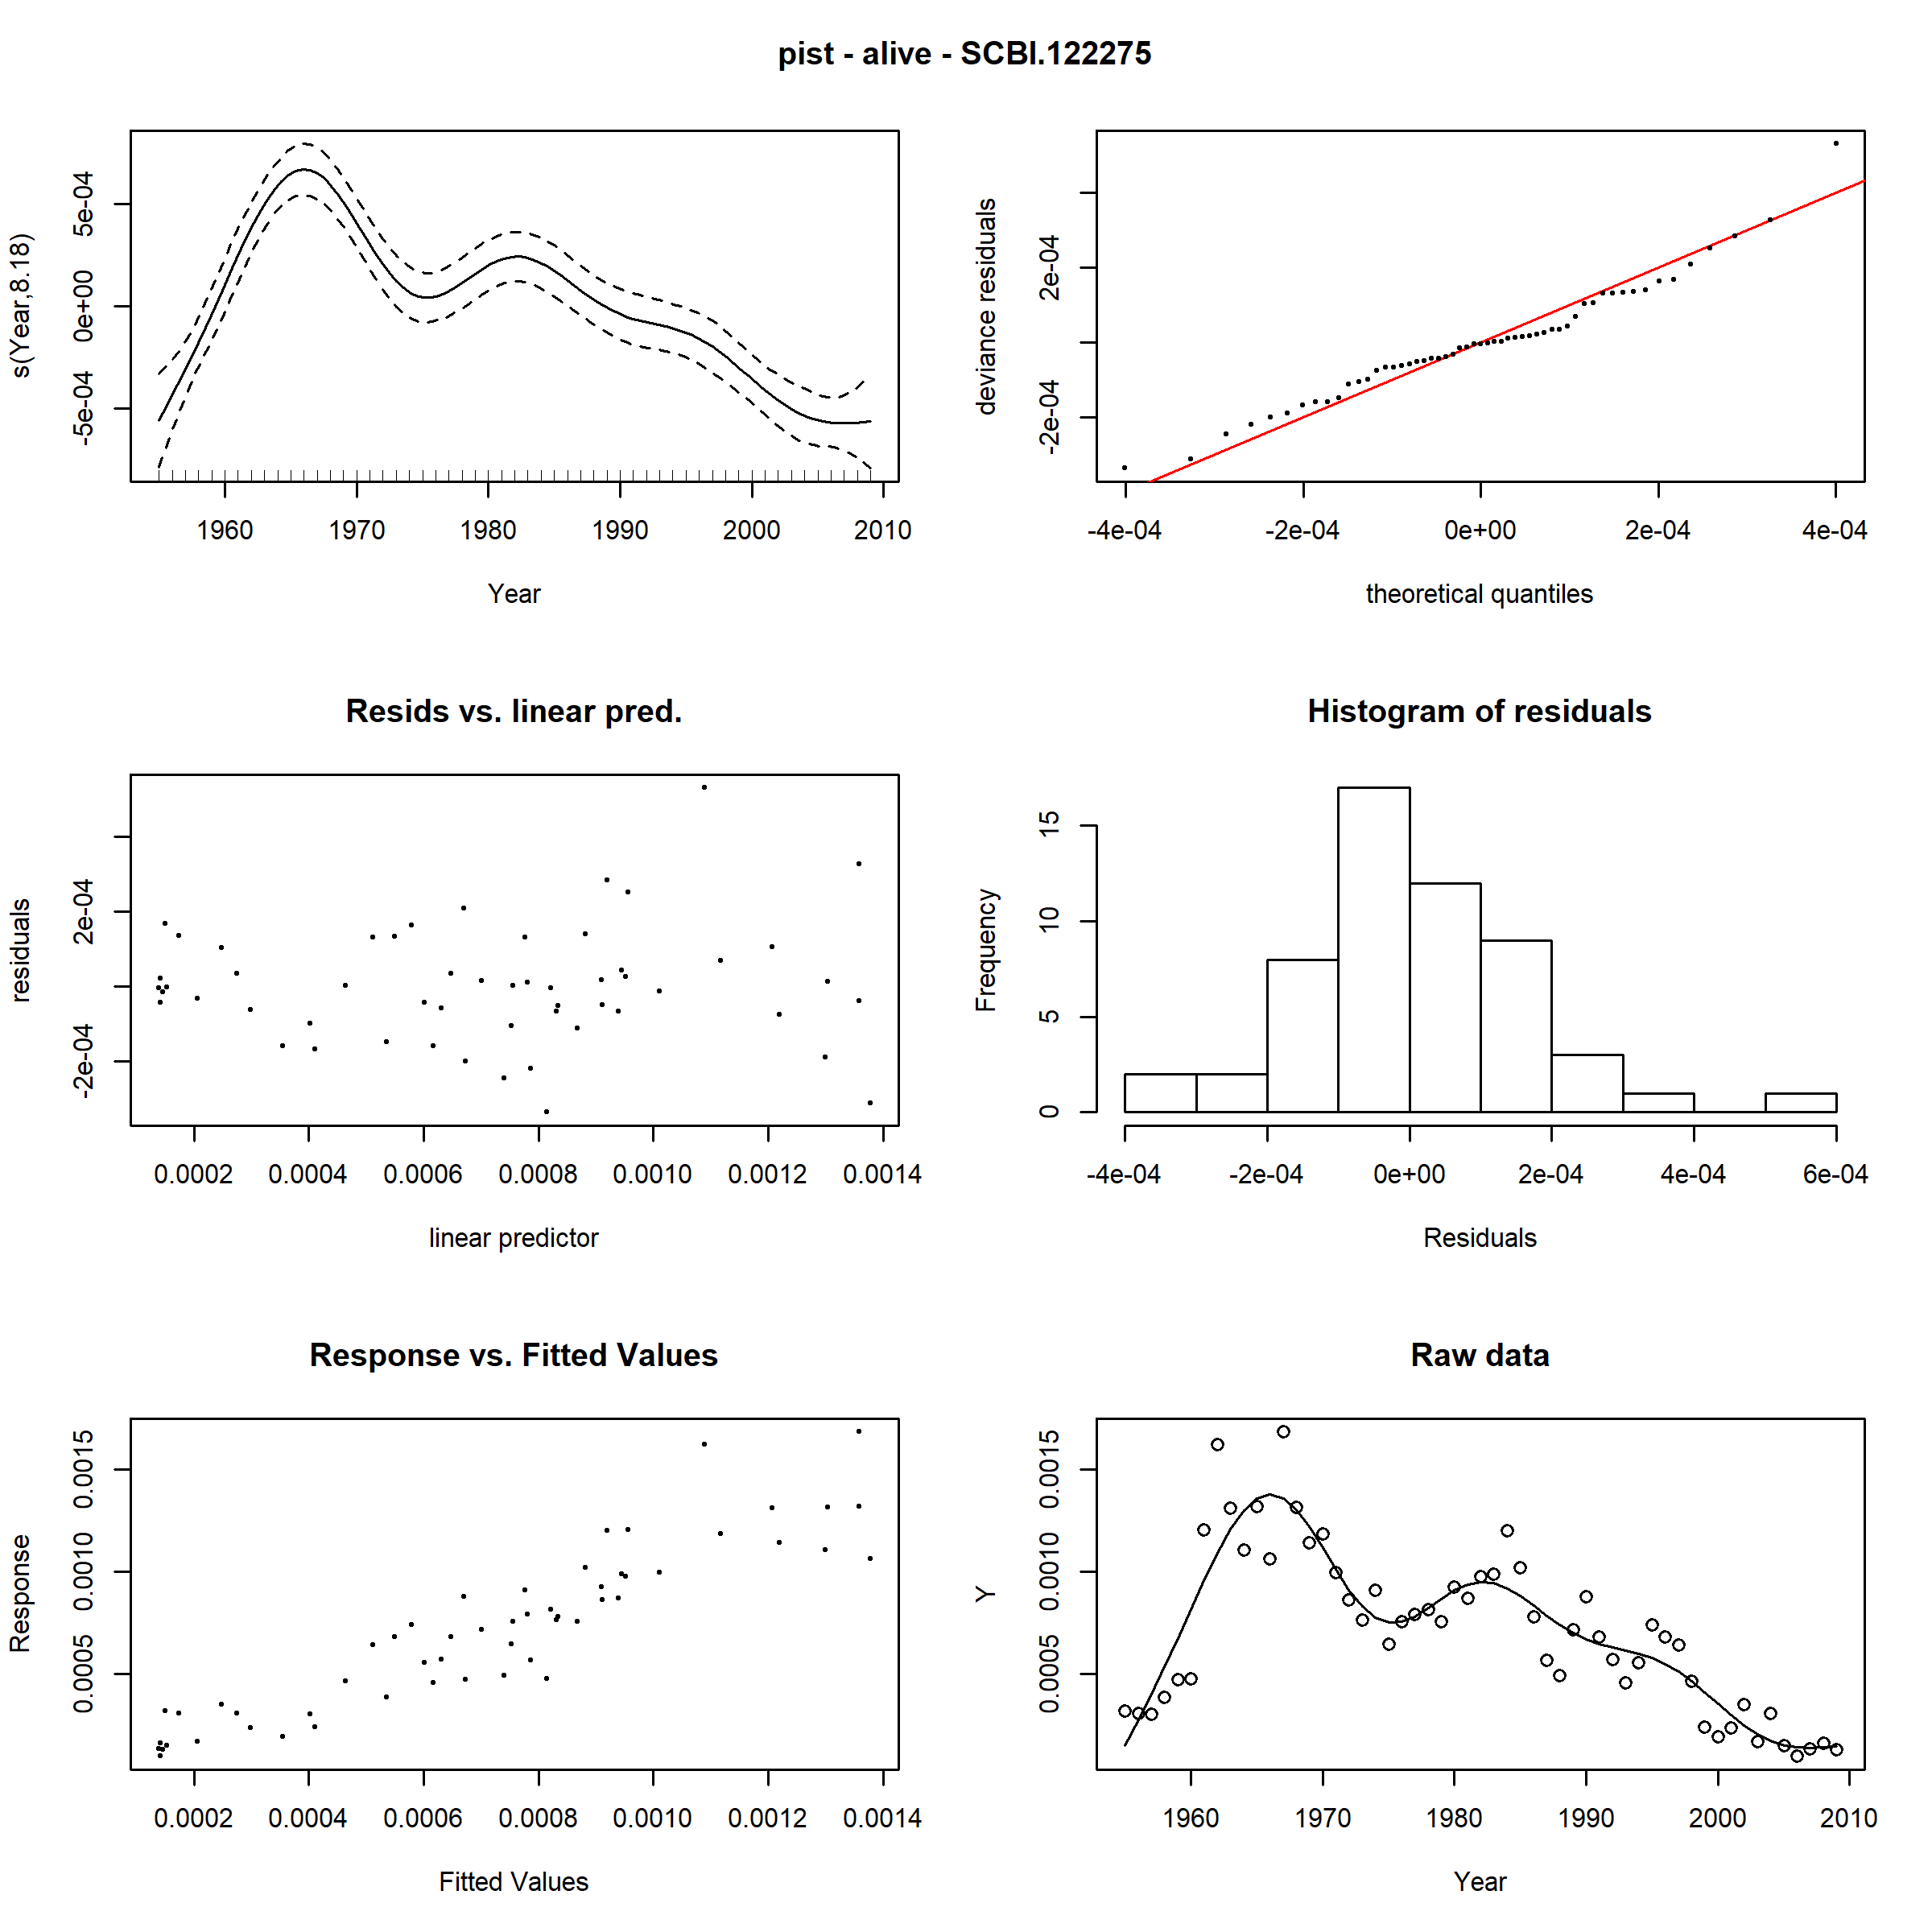 pist - alive - SCBI.122275
s(Year,8.18)
5e-04
0e+00
-5e-04
1960 1970 1980 1990 2000 2010
Year
deviance residuals
2e-04
-2e-04
-4e-04 -2e-04 0e+00 2e-04 4e-04
theoretical quantiles
Resids vs. linear pred.
residuals
2e-04
-2e-04
0.0002 0.0004 0.0006 0.0008 0.0010 0.0012 0.0014
linear predictor
Histogram of residuals
Frequency
15
10
5
0
-4e-04 -2e-04 0e+00 2e-04 4e-04 6e-04
Residuals
Response vs. Fitted Values
Response
0.0015
0.0010
0.0005
0.0002 0.0004 0.0006 0.0008 0.0010 0.0012 0.0014
Fitted Values
Raw data
Y
0.0015
0.0010
0.0005
1960 1970 1980 1990 2000 2010
Year